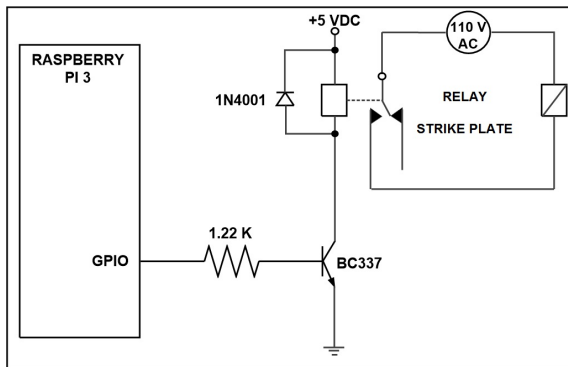 +5 VDC
110 V
AC
RASPBERRY
PI 3
1N4001
RELAY
STRIKE PLATE
1.22 K
GPIO
BC337